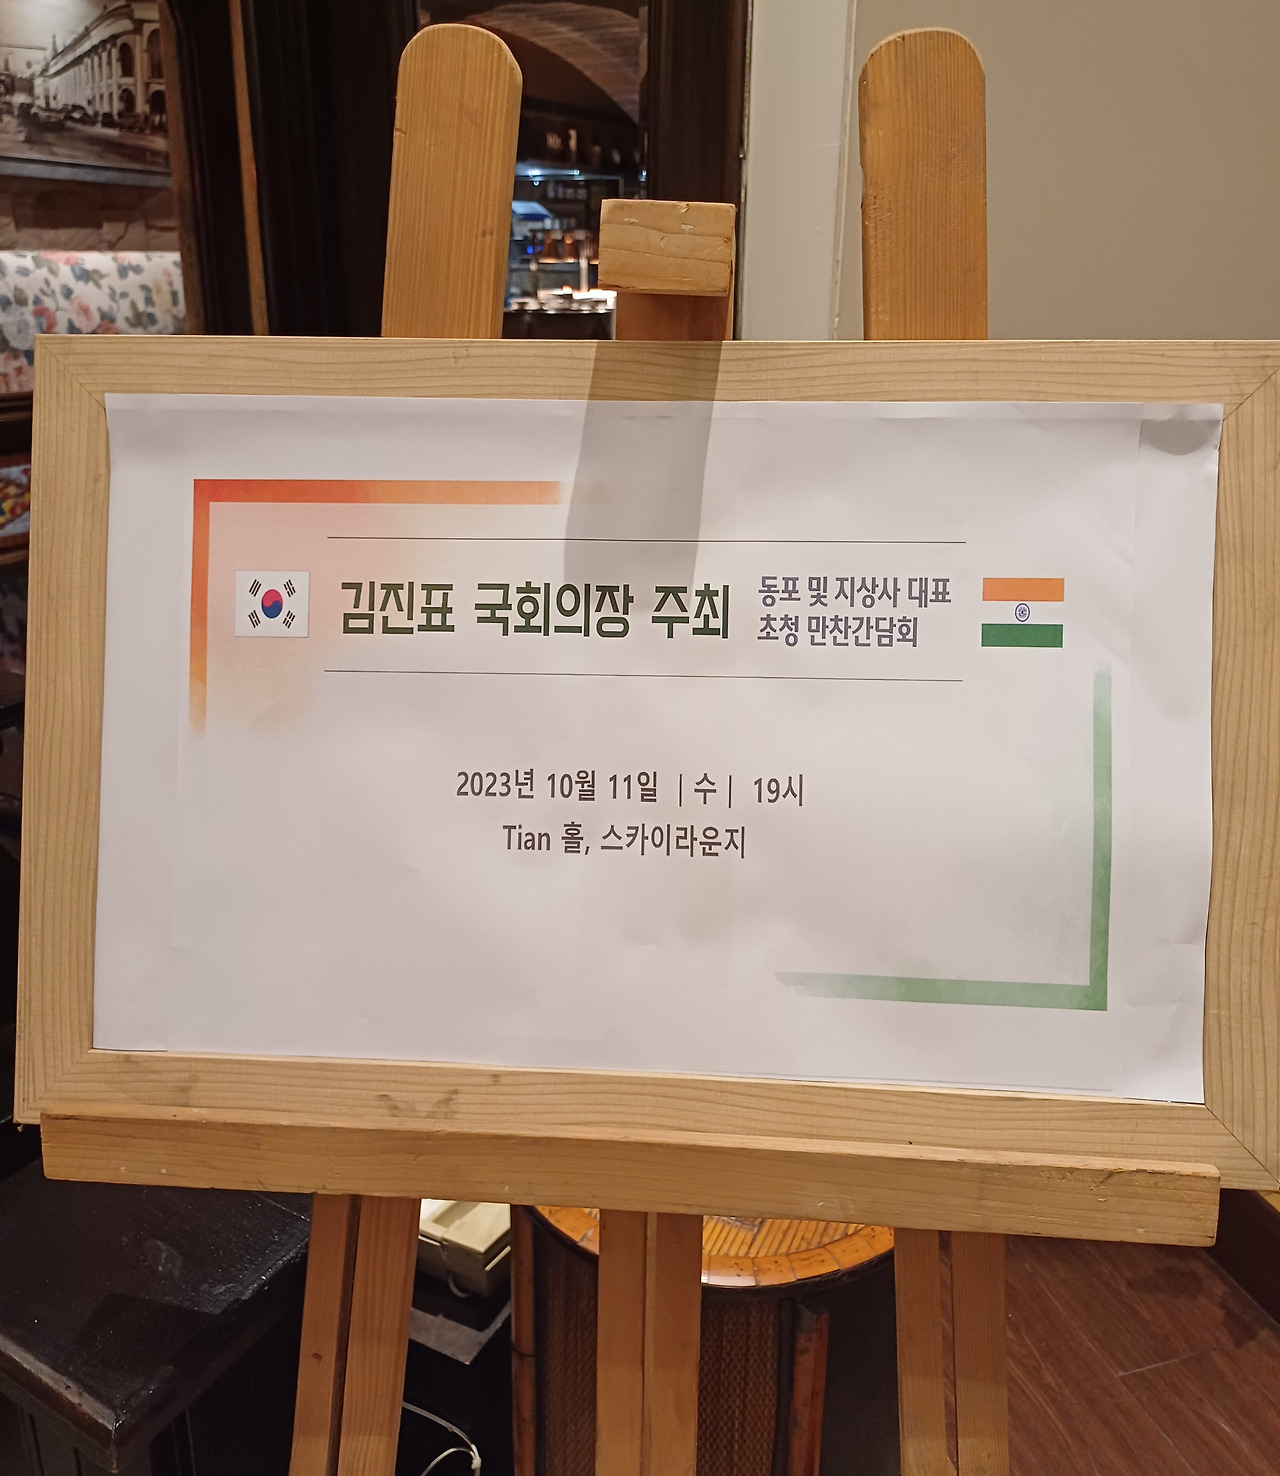 김진표 국회의장 주최
동포 및 지상사 대표
초청 만찬간담회
2023년 10월 11일 | 수 | 19시
Tian 홀, 스카이라운지